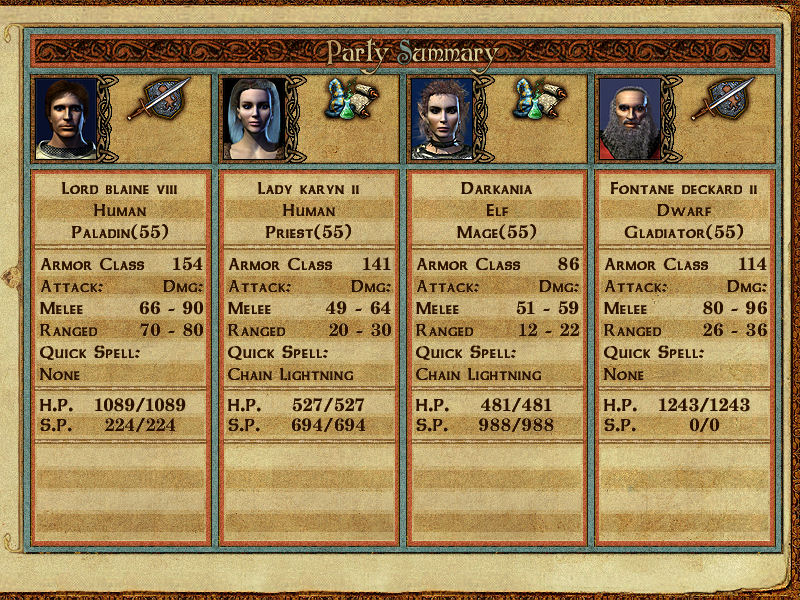 Party Summary
Lord blaine viii
Human
Paladin(55)
Armor Class 154
Attack: Dmg:
Melee 66 - 90
Ranged 70 - 80
Quick Spell:
None
H.P. 1089/1089
S.P. 224/224
Lady karyn ii
Human
Priest(55)
Armor Class 141
Attack: Dmg:
Melee 49 - 64
Ranged 20 - 30
Quick Spell:
Chain Lightning
H.P. 527/527
S.P. 694/694
Darkania
Elf
Mage(55)
Armor Class 86
Attack: Dmg:
Melee 51 - 59
Ranged 12 - 22
Quick Spell:
Chain Lightning
H.P. 481/481
S.P. 988/988
Fontane deckard ii
Dwarf
Gladiator(55)
Armor Class 114
Attack: Dmg:
Melee 80 - 96
Ranged 26 - 36
Quick Spell:
None
H.P. 1243/1243
S.P. 0/0